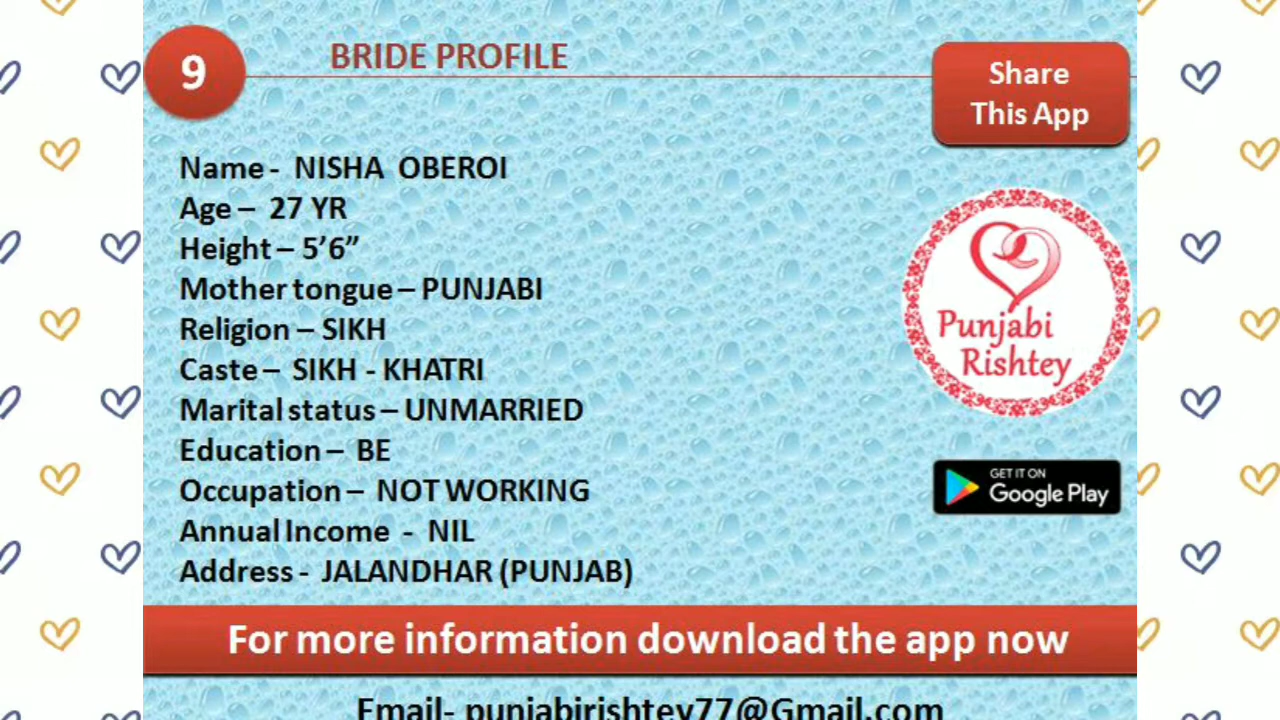 9
BRIDE PROFILE
Share
This App
Name - NISHA OBEROI
Age – 27 YR
Height – 5’6”
Mother tongue – PUNJABI
Religion – SIKH
Caste – SIKH - KHATRI
Marital status – UNMARRIED
Education – BE
Occupation – NOT WORKING
Annual Income - NIL
Address - JALANDHAR (PUNJAB)
Punjabi
Rishtey
GET IT ON
Google Play
For more information download the app now
Email- punjabirishtey77@Gmail.com